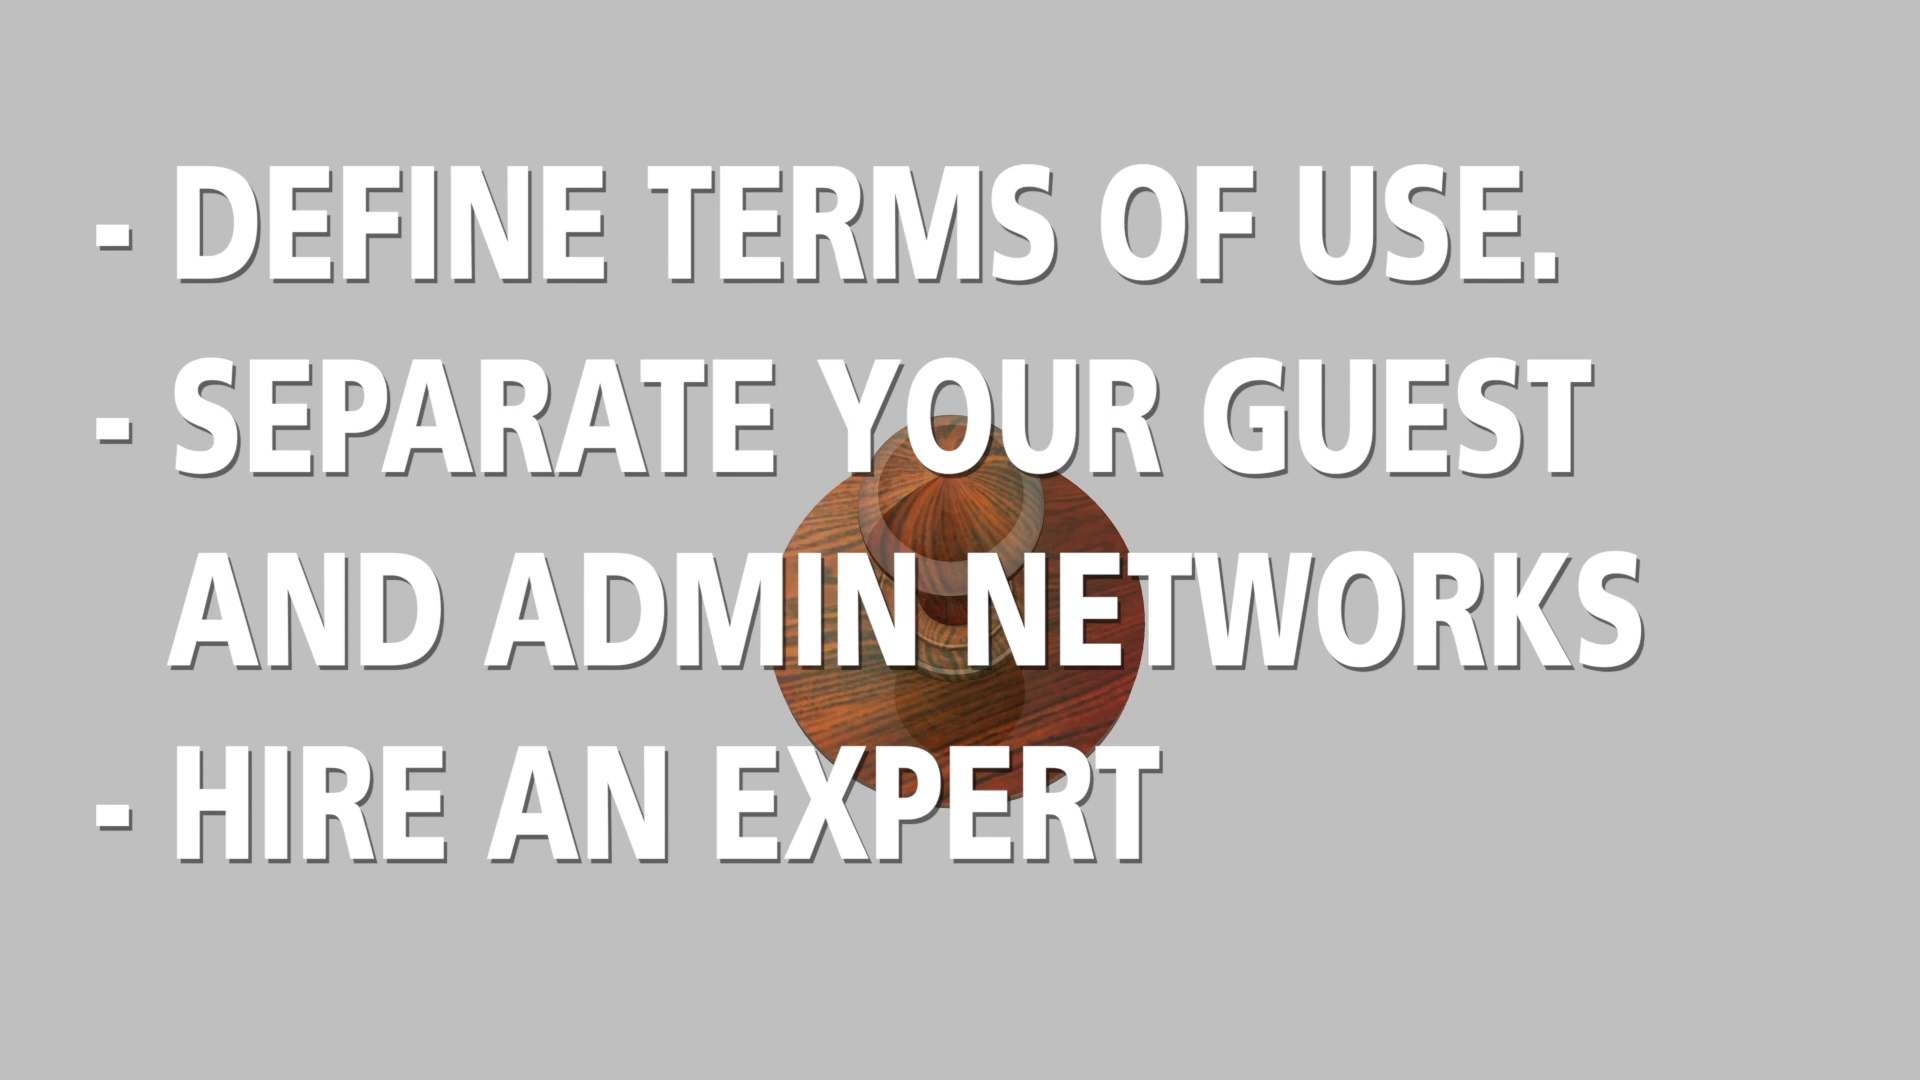 - DEFINE TERMS OF USE.
- SEPARATE YOUR GUEST
AND ADMIN NETWORKS
- HIRE AN EXPERT